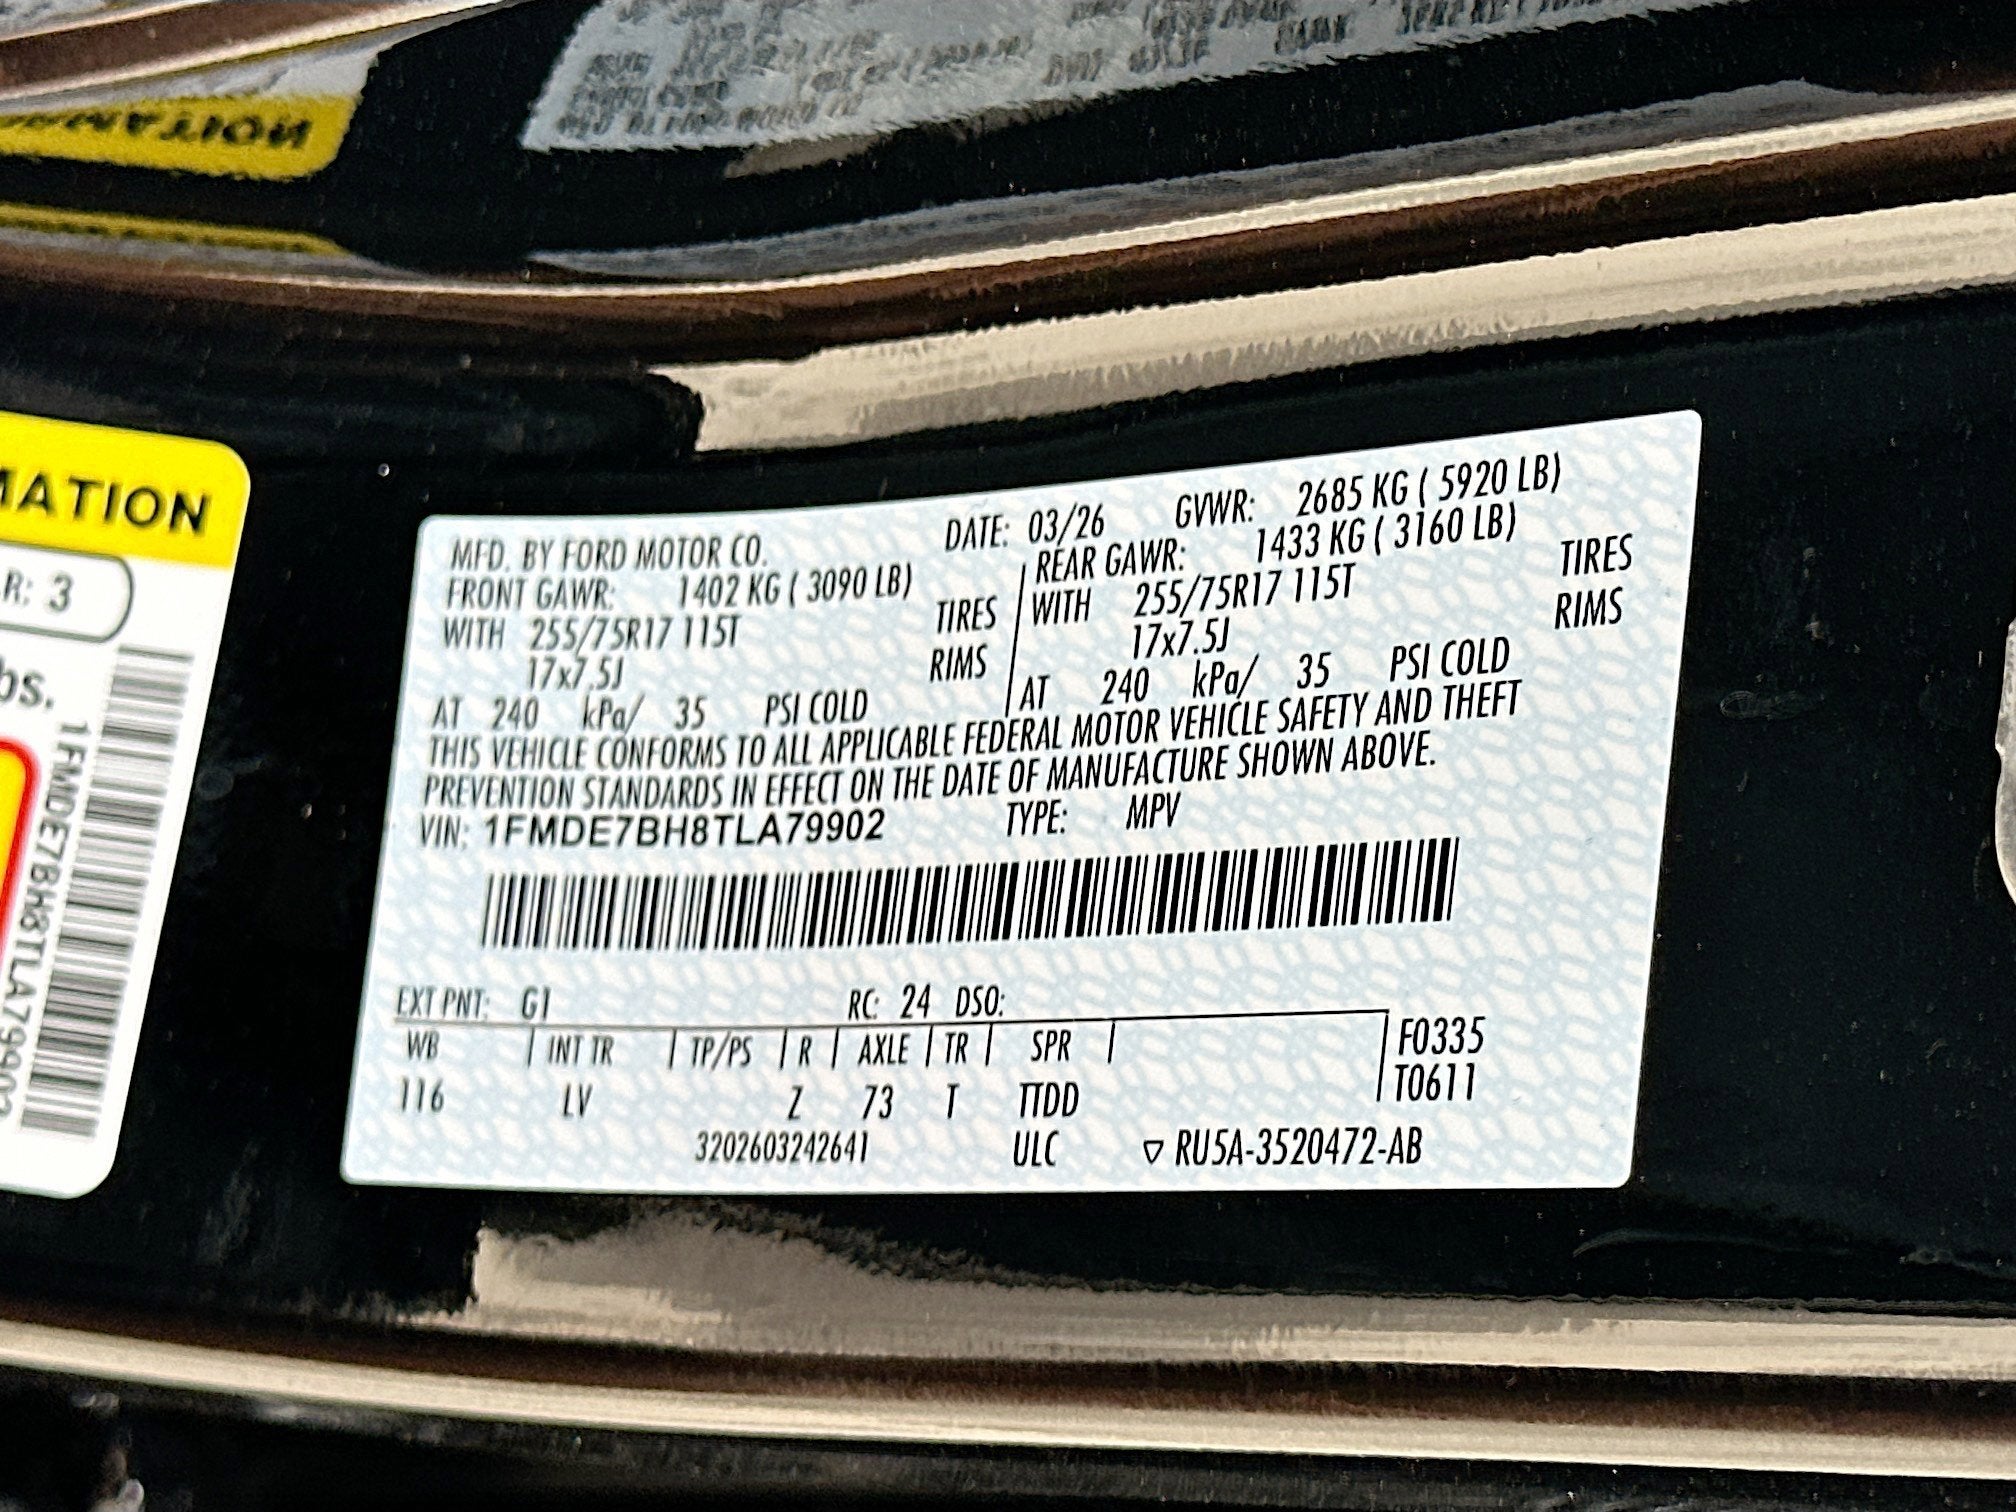 MATION
R: 3
bs.
1FMDE7BH8TLA79902
MFD. BY FORD MOTOR CO.
DATE: 03/26 GVWR: 2685 KG ( 5920 LB)
FRONT GAWR: 1402 KG ( 3090 LB)
WITH 255/75R17 115T TIRES
17x7.5J RIMS
AT 240 kPa/ 35 PSI COLD
REAR GAWR: 1433 KG ( 3160 LB)
WITH 255/75R17 115T TIRES
17x7.5J RIMS
AT 240 kPa/ 35 PSI COLD
THIS VEHICLE CONFORMS TO ALL APPLICABLE FEDERAL MOTOR VEHICLE SAFETY AND THEFT
PREVENTION STANDARDS IN EFFECT ON THE DATE OF MANUFACTURE SHOWN ABOVE.
VIN: 1FMDE7BH8TLA79902 TYPE: MPV
EXT PNT: G1 RC: 24 DSO:
WB | INT TR | TP/PS | R | AXLE | TR | SPR |
116 LV Z 73 T TTDD
F0335
T0611
3202603242641 ULC ▽ RU5A-3520472-AB